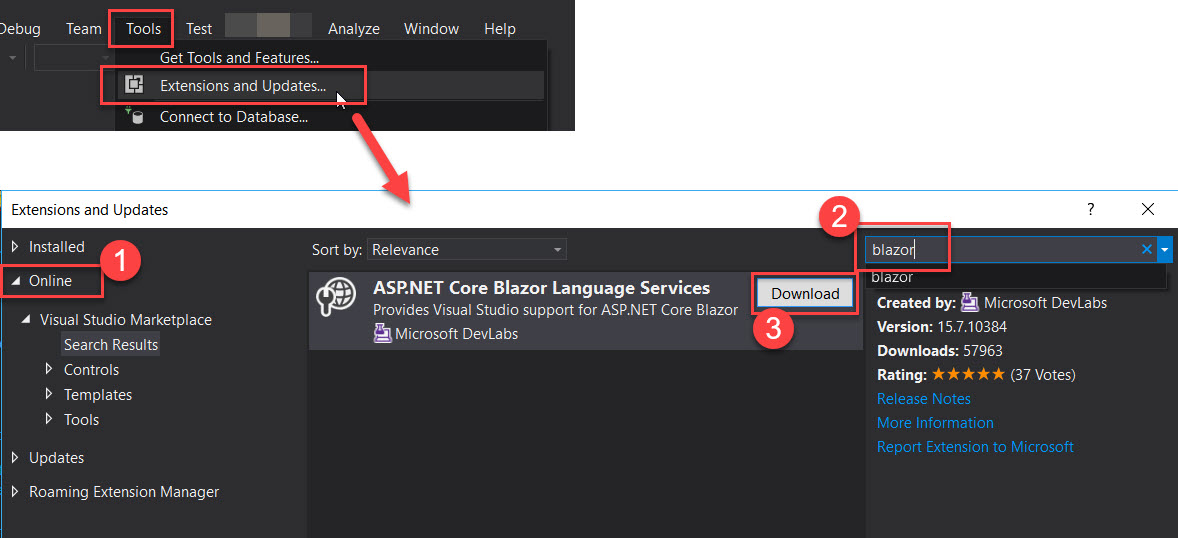 Debug Team Tools Test Analyze Window Help
Get Tools and Features...
Extensions and Updates...
Connect to Database...
Extensions and Updates ?
2
Installed
1
Sort by: Relevance
blazor
Online
blazor
ASP.NET Core Blazor Language Services
Download
Provides Visual Studio support for ASP.NET Core Blazor
3
Microsoft DevLabs
Created by: Microsoft DevLabs
Version: 15.7.10384
Downloads: 57963
Rating: ★★★★★ (37 Votes)
Release Notes
More Information
Report Extension to Microsoft
Visual Studio Marketplace
Search Results
Controls
Templates
Tools
Updates
Roaming Extension Manager